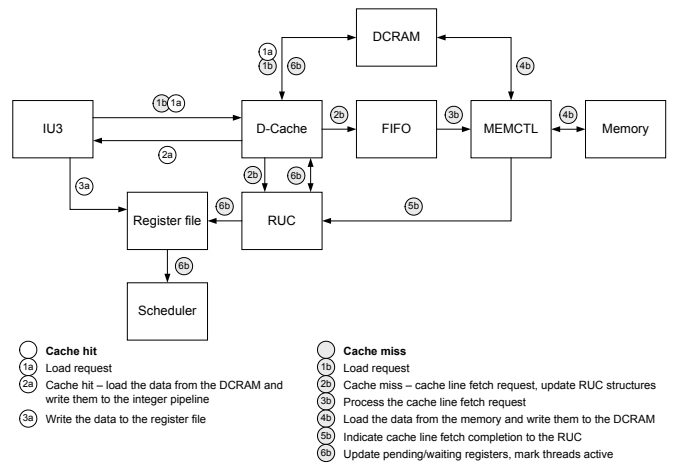 DCRAM
1a
1b
6b
4b
IU3
1b
1a
D-Cache
2b
FIFO
3b
MEMCTL
4b
Memory
2a
3a
2b
6b
Register file
6b
RUC
5b
6b
Scheduler
Cache hit
1a Load request
2a Cache hit – load the data from the DCRAM and
write them to the integer pipeline
3a Write the data to the register file
Cache miss
1b Load request
2b Cache miss – cache line fetch request, update RUC structures
3b Process the cache line fetch request
4b Load the data from the memory and write them to the DCRAM
5b Indicate cache line fetch completion to the RUC
6b Update pending/waiting registers, mark threads active